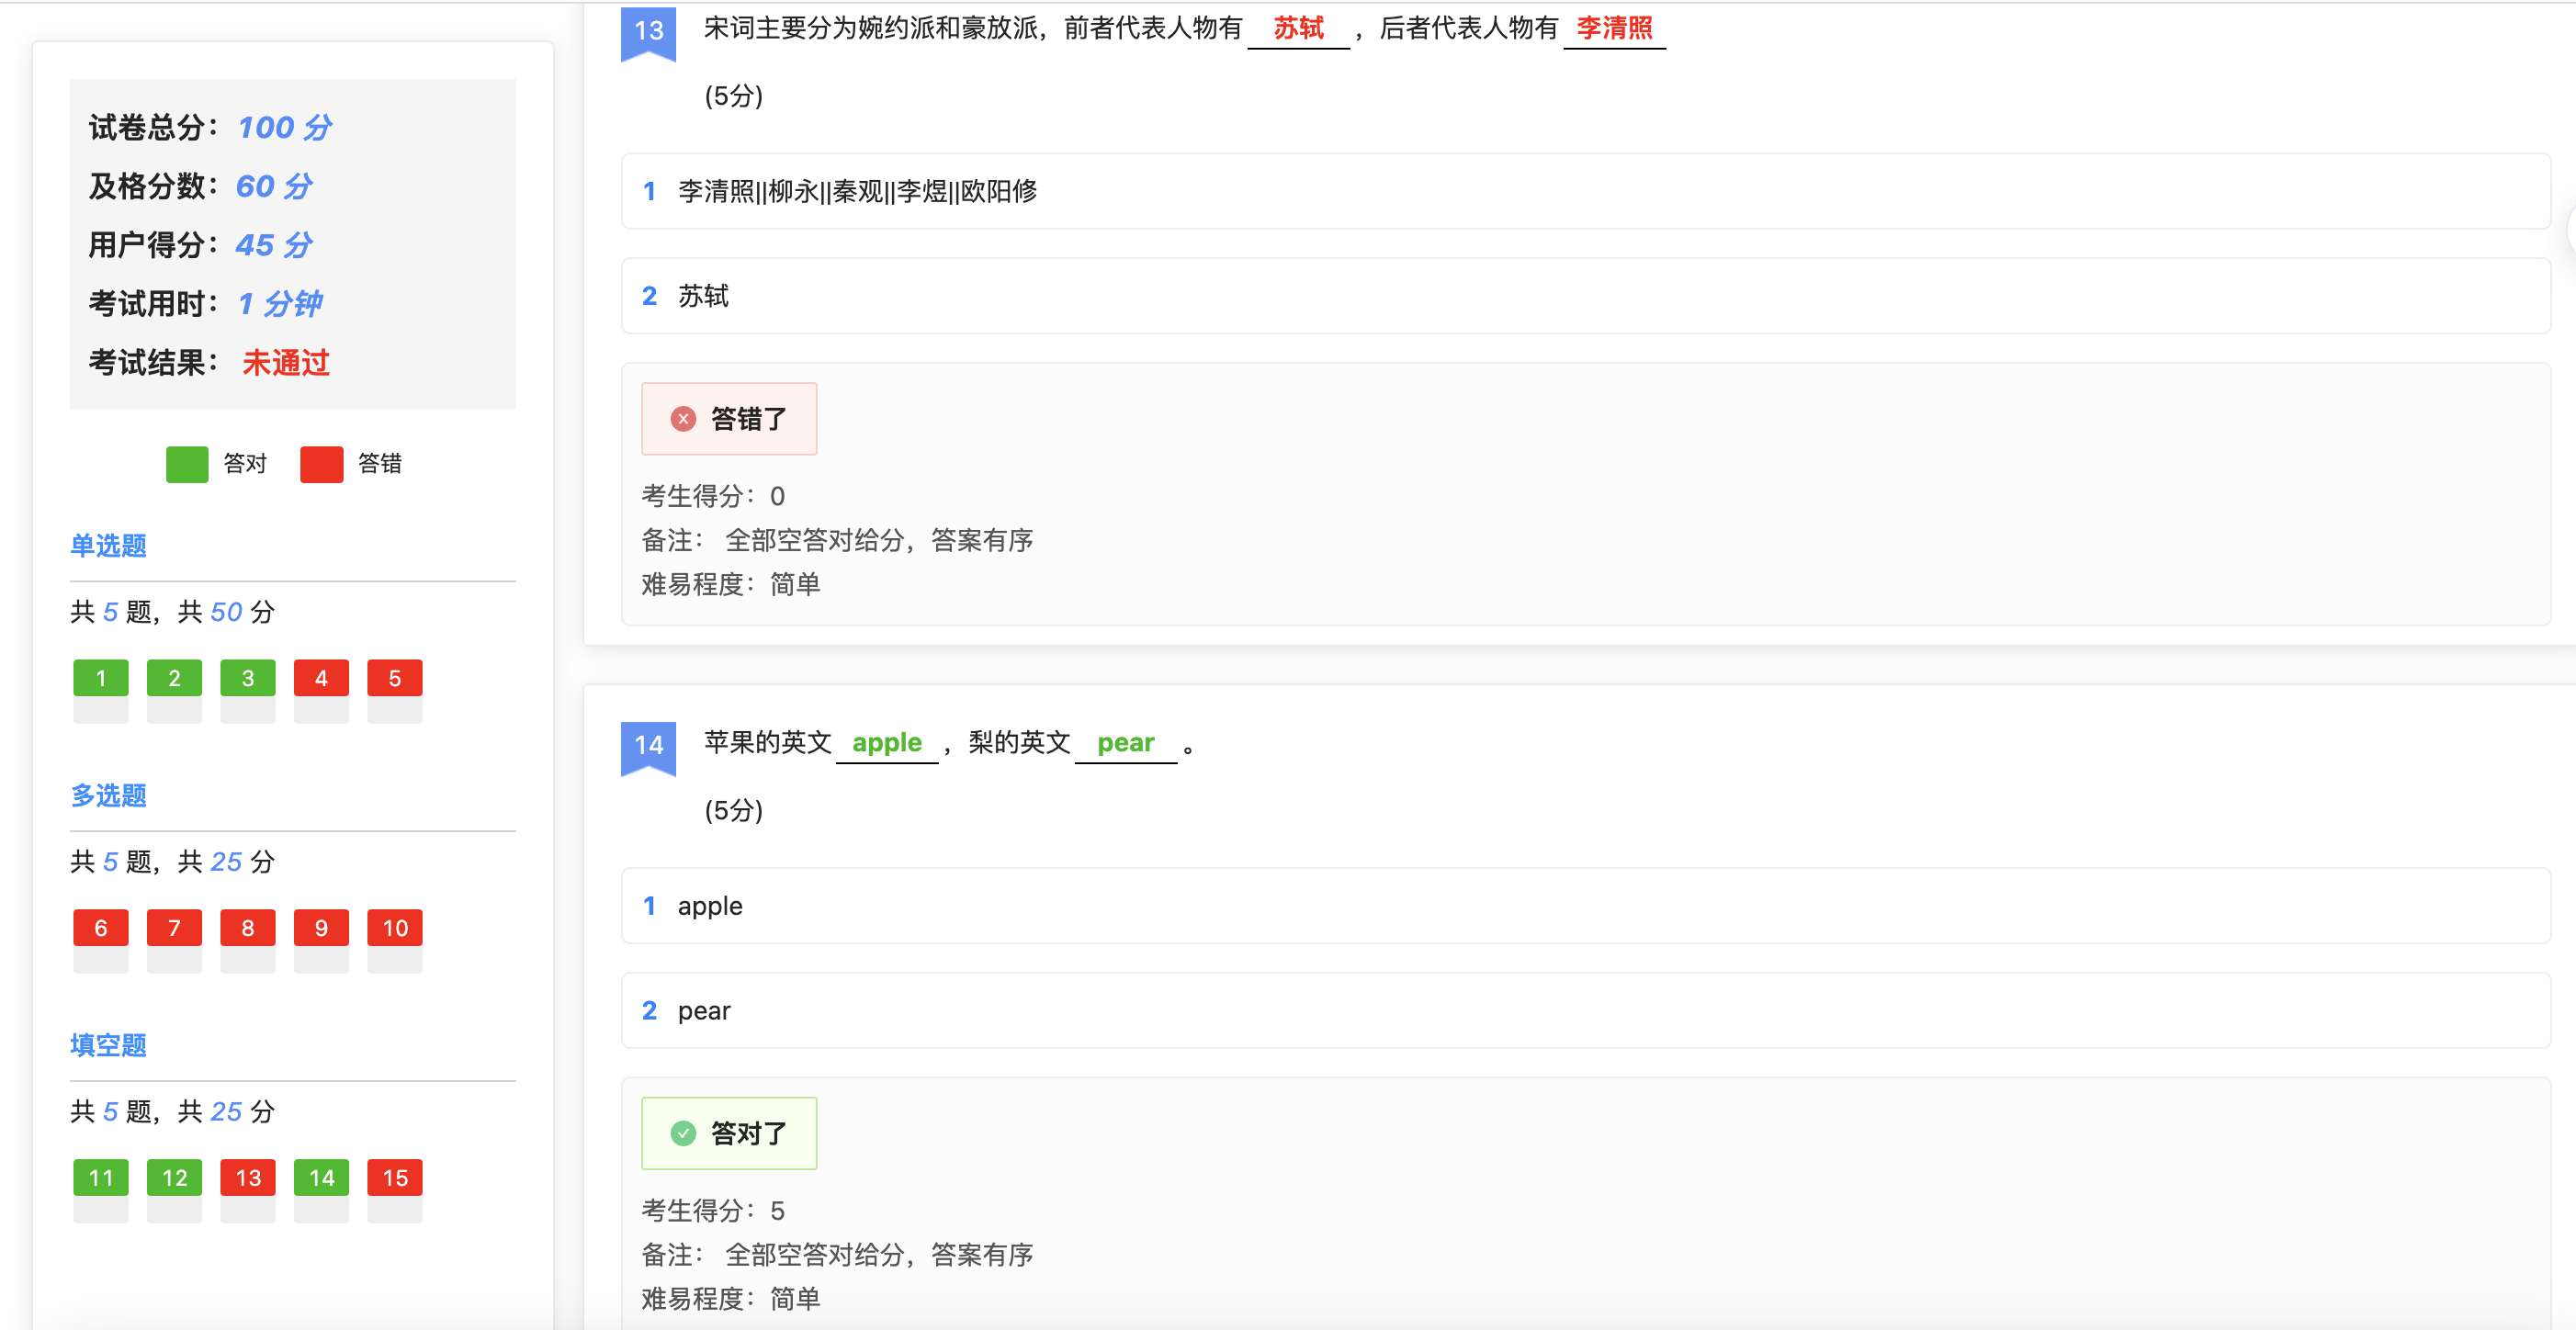 试卷总分：100 分
及格分数：60 分
用户得分：45 分
考试用时：1 分钟
考试结果：未通过
答对 答错
单选题
共 5 题，共 50 分
1 2 3 4 5
多选题
共 5 题，共 25 分
6 7 8 9 10
填空题
共 5 题，共 25 分
11 12 13 14 15
13 宋词主要分为婉约派和豪放派，前者代表人物有 苏轼 ，后者代表人物有 李清照
(5分)
1 李清照||柳永||秦观||李煜||欧阳修
2 苏轼
答错了
考生得分：0
备注： 全部空答对给分，答案有序
难易程度：简单
14 苹果的英文 apple ，梨的英文 pear 。
(5分)
1 apple
2 pear
答对了
考生得分：5
备注： 全部空答对给分，答案有序
难易程度：简单